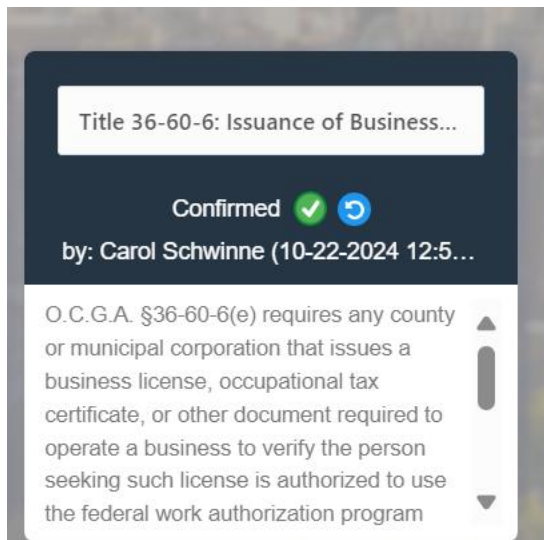 Title 36-60-6: Issuance of Business...
Confirmed
by: Carol Schwinne (10-22-2024 12:5...
O.C.G.A. §36-60-6(e) requires any county
or municipal corporation that issues a
business license, occupational tax
certificate, or other document required to
operate a business to verify the person
seeking such license is authorized to use
the federal work authorization program